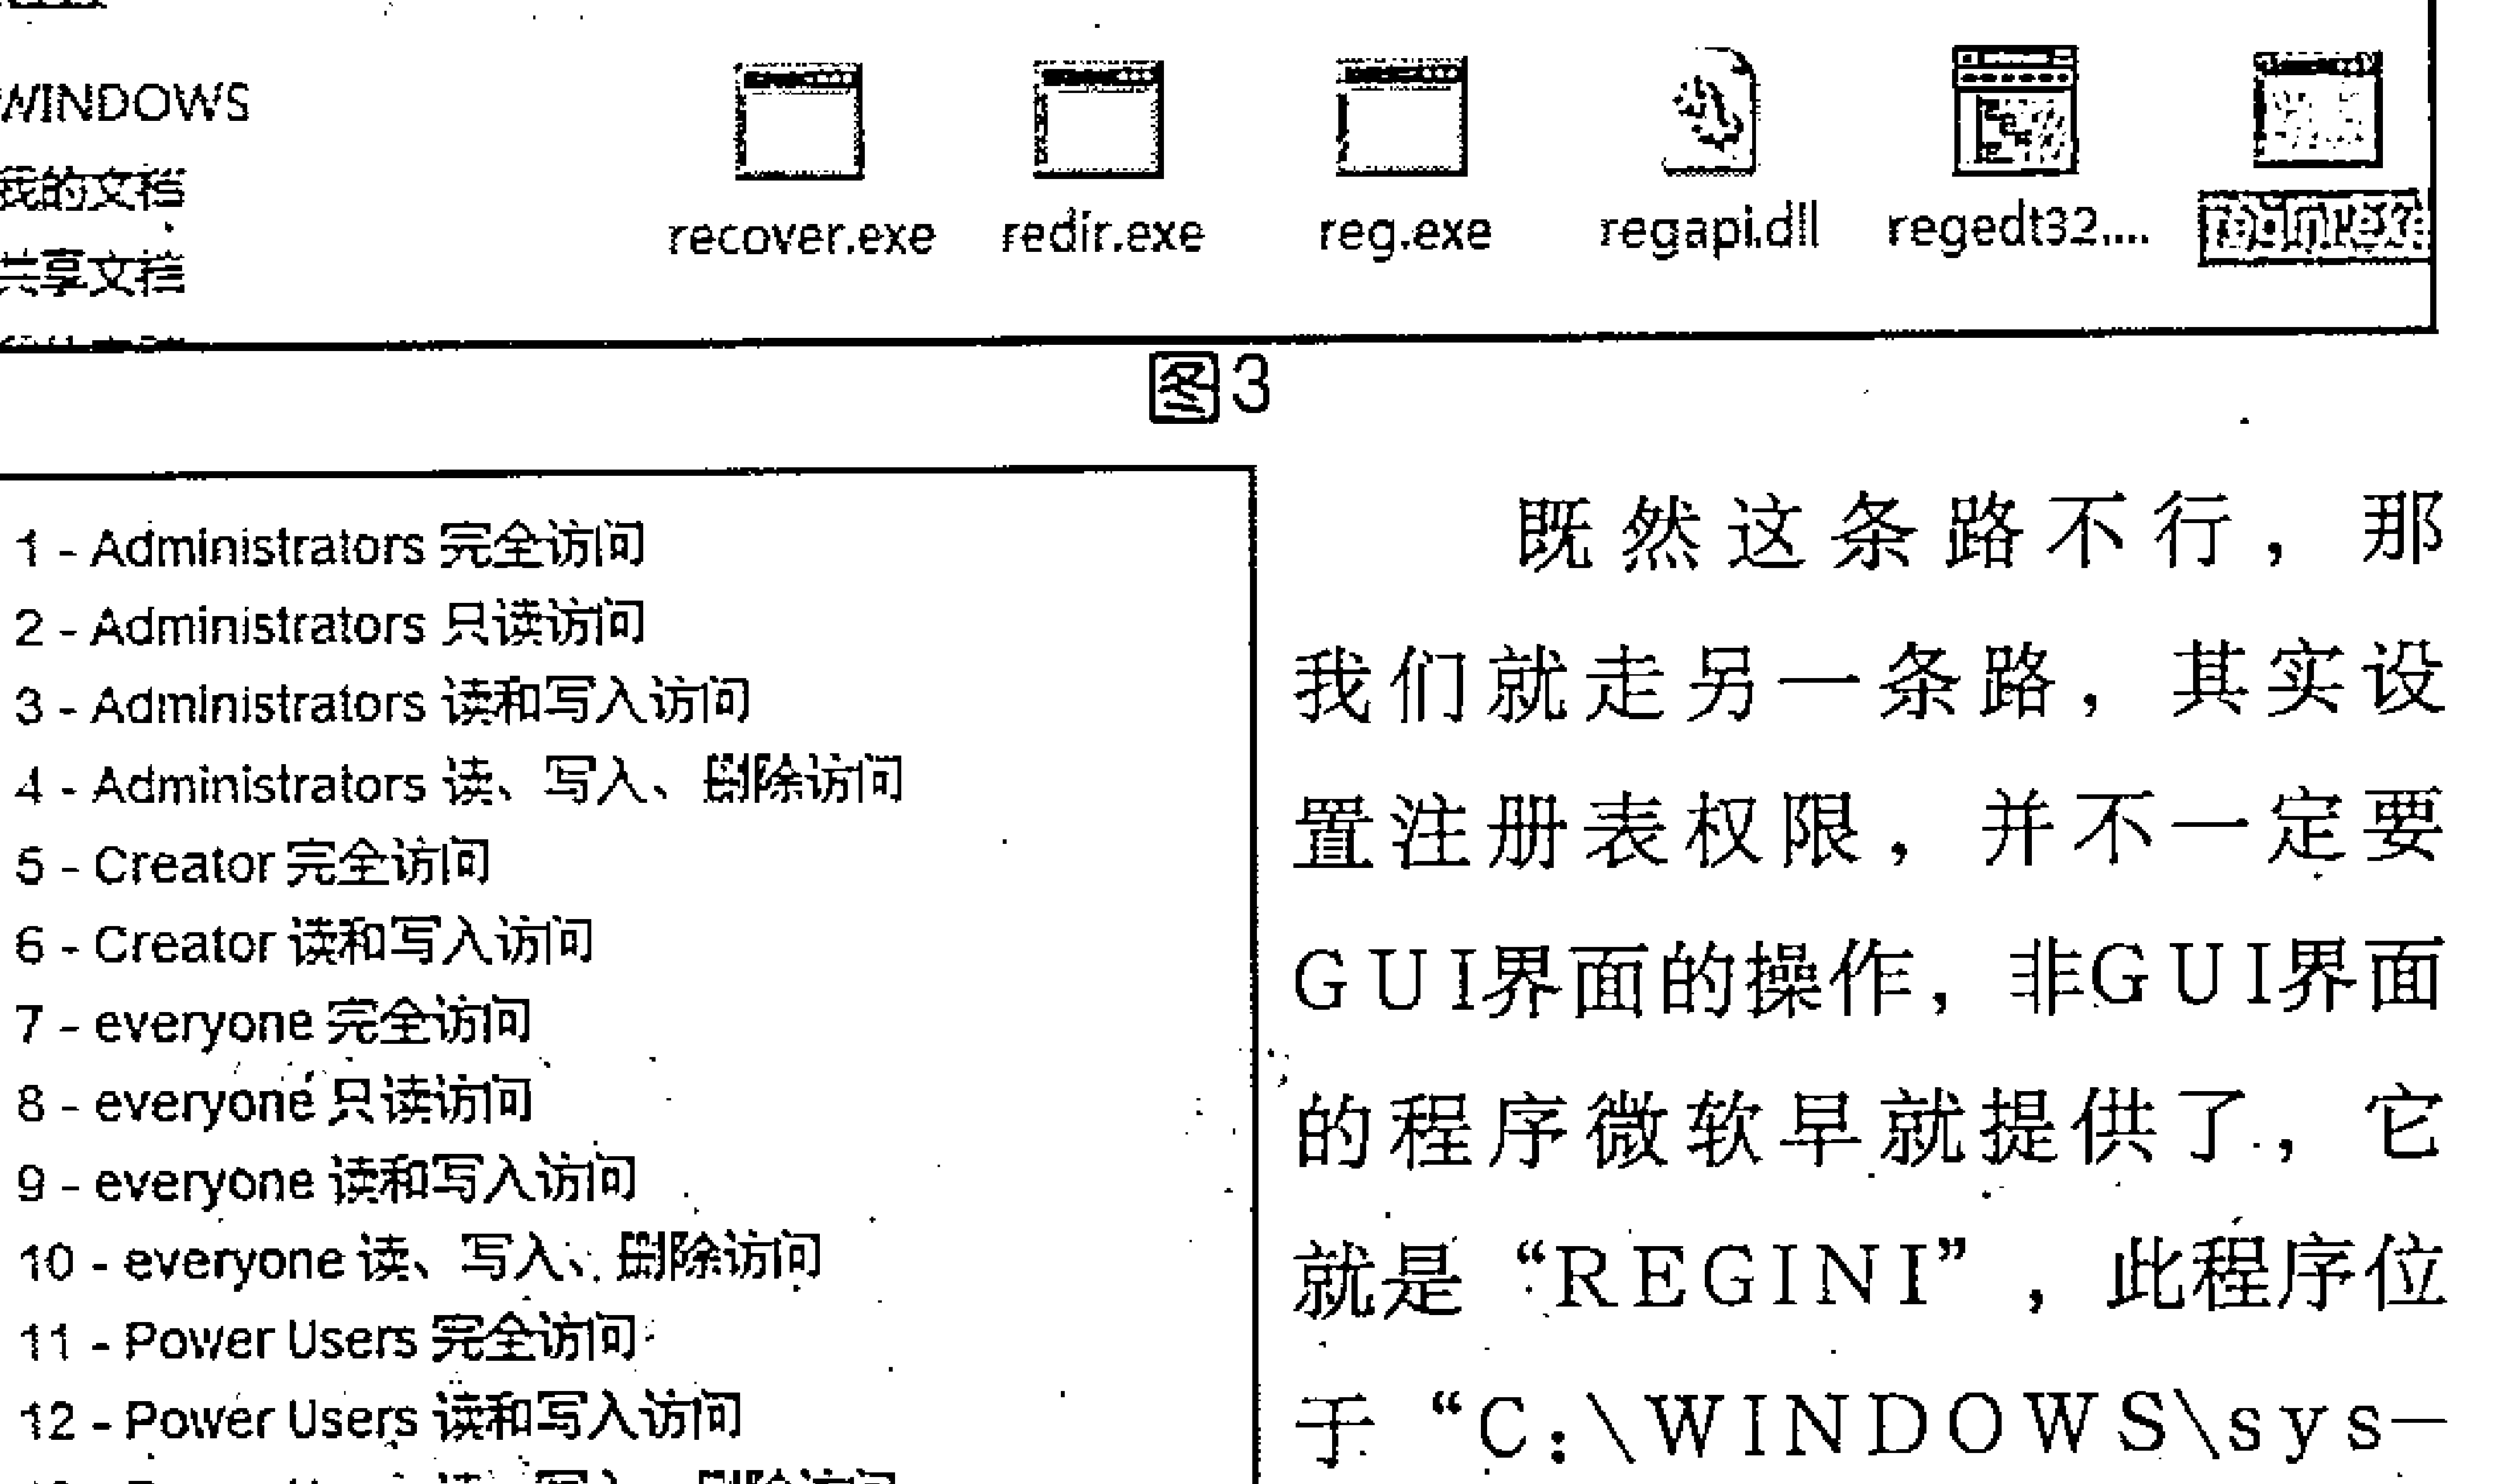 WINDOWS
我的文档
共享文档
recover.exe redir.exe reg.exe regapi.dll regedt32.... regini.exe
图3
1 - Administrators 完全访问
2 - Administrators 只读访问
3 - Administrators 读和写入访问
4 - Administrators 读、写入、删除访问
5 - Creator 完全访问
6 - Creator 读和写入访问
7 - everyone 完全访问
8 - everyone 只读访问
9 - everyone 读和写入访问
10 - everyone 读、写入、删除访问
11 - Power Users 完全访问
12 - Power Users 读和写入访问
既然这条路不行，那
我们就走另一条路，其实设
置注册表权限，并不一定要
GUI界面的操作，非GUI界面
的程序微软早就提供了，它
就是“REGINI”，此程序位
于“C:\WINDOWS\sys-